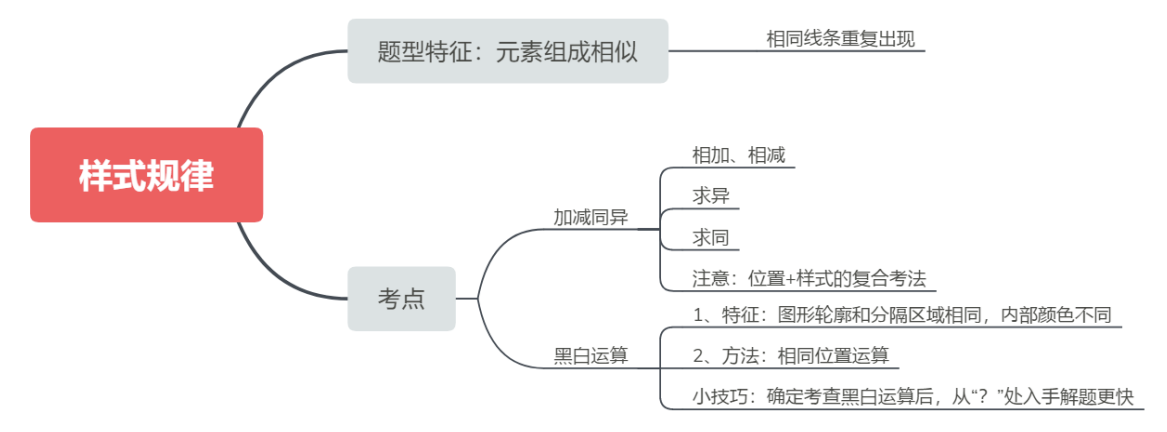 样式规律
题型特征：元素组成相似
相同线条重复出现
考点
加减同异
相加、相减
求异
求同
注意：位置+样式的复合考法
黑白运算
1、特征：图形轮廓和分隔区域相同，内部颜色不同
2、方法：相同位置运算
小技巧：确定考查黑白运算后，从“？”处入手解题更快